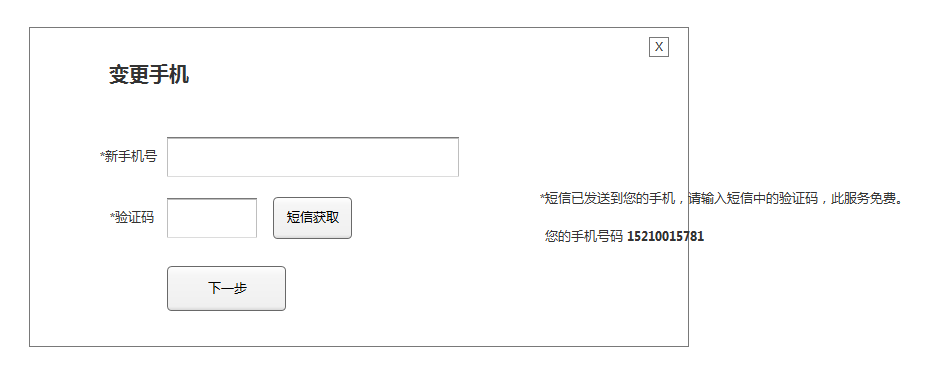 X
变更手机
*新手机号
*短信已发送到您的手机，请输入短信中的验证码，此服务免费。
*验证码
短信获取
您的手机号码 15210015781
下一步